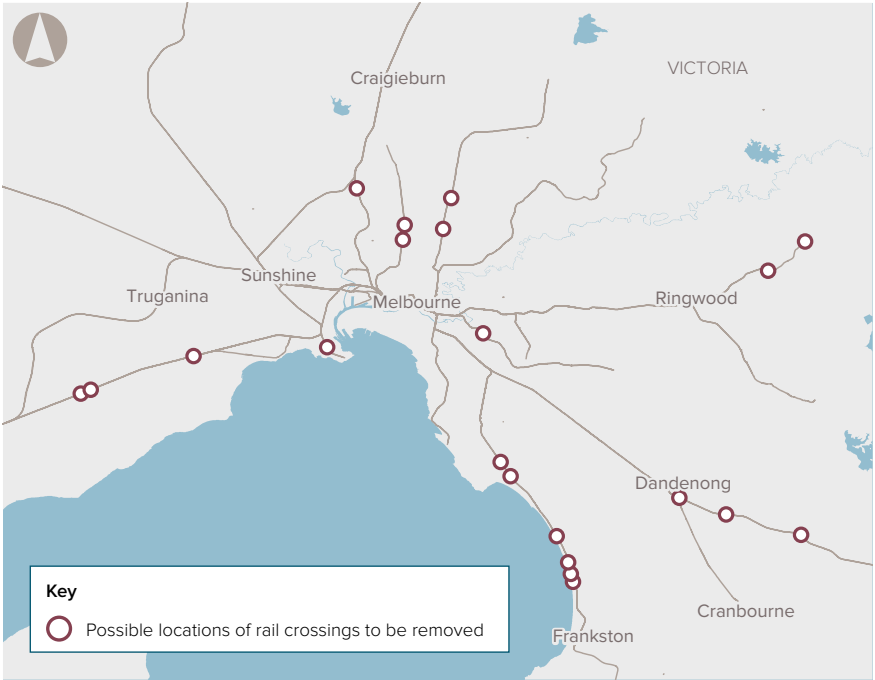 Craigieburn
VICTORIA
Sunshine
Truganina
Melbourne
Ringwood
Dandenong
Cranbourne
Frankston
Key
Possible locations of rail crossings to be removed